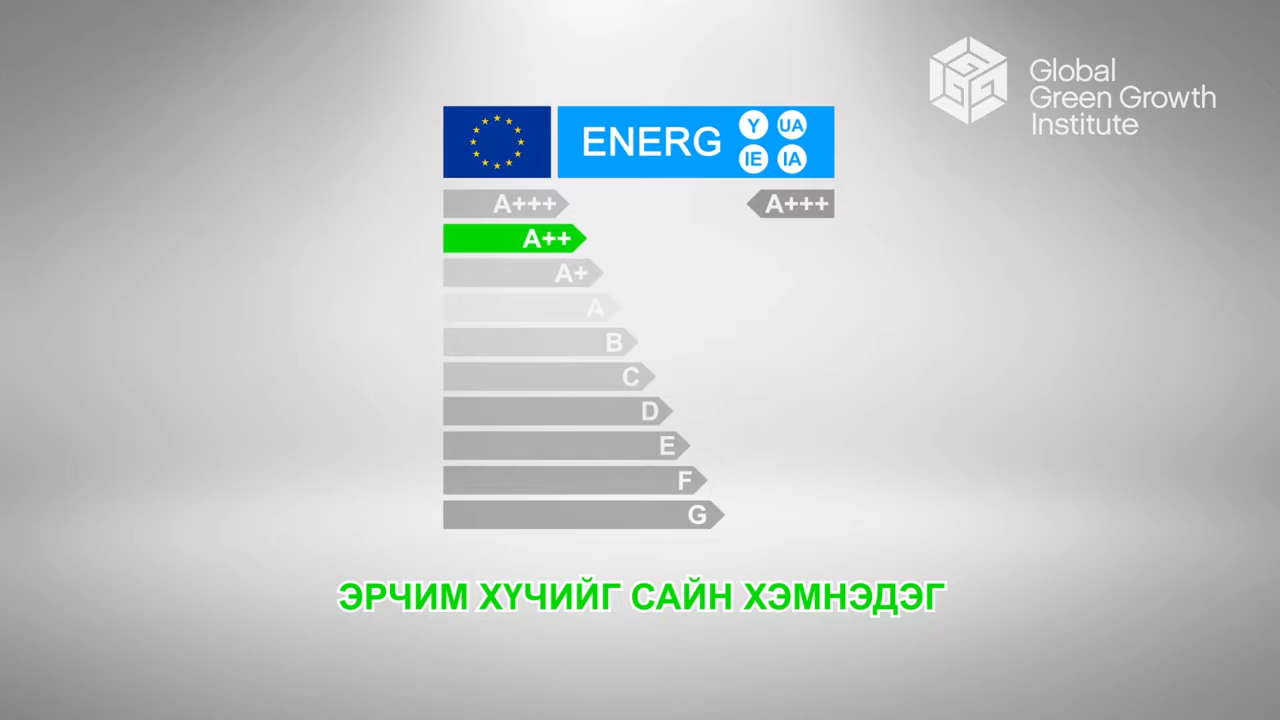 Global
Green Growth
Institute
ENERG Y UA
IE IA
A+++ A+++
A++
A+
A
B
C
D
E
F
G
ЭРЧИМ ХҮЧИЙГ САЙН ХЭМНЭДЭГ